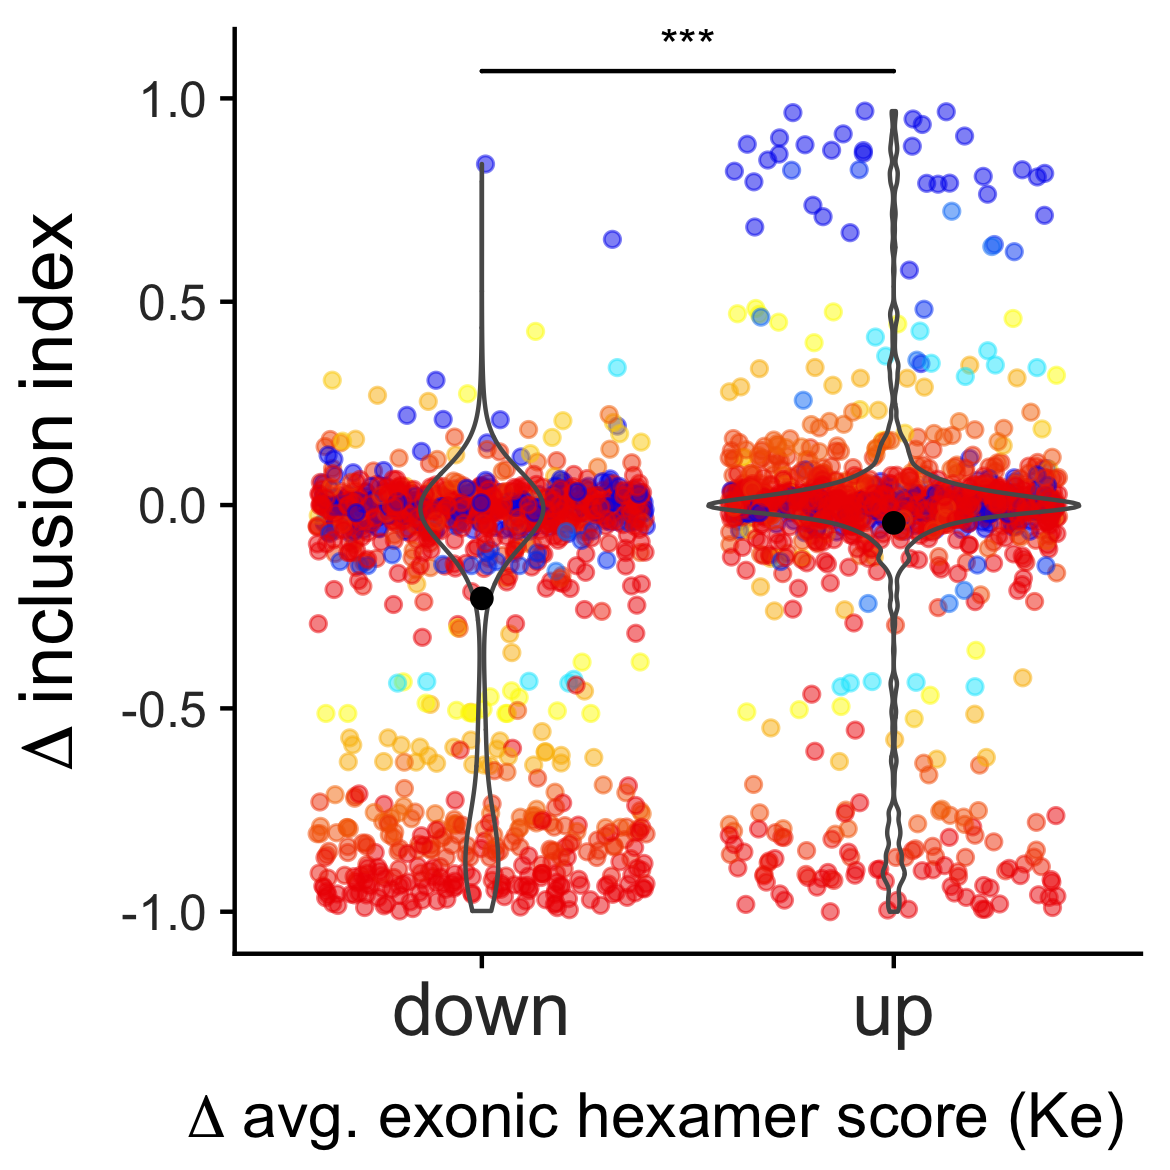 ***
1.0
0.5
0.0
-0.5
-1.0
Δ inclusion index
down up
Δ avg. exonic hexamer score (Ke)